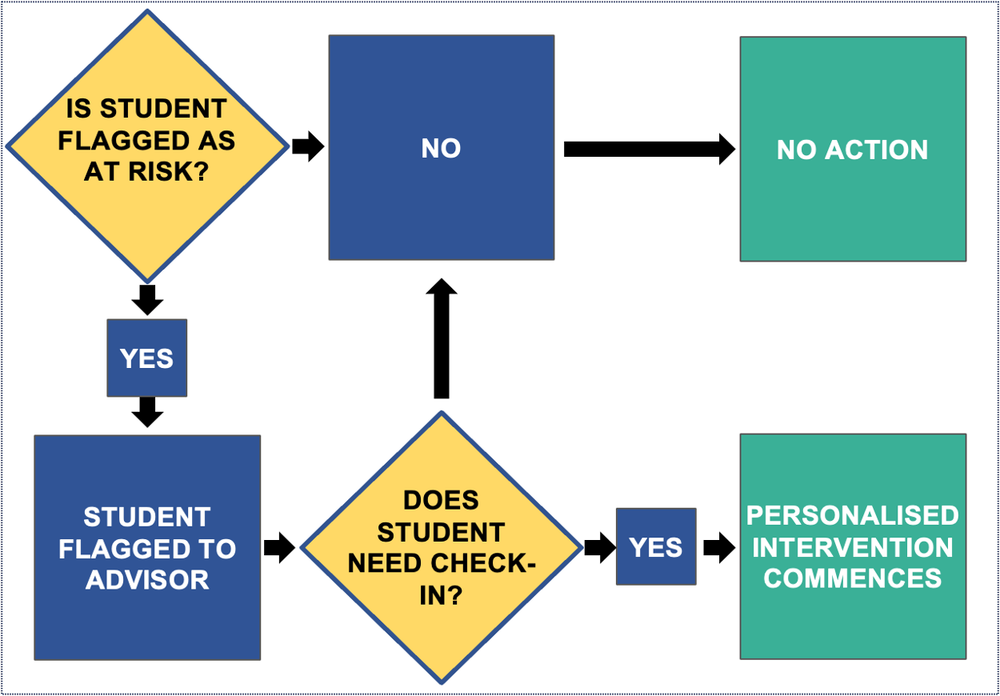 IS STUDENT
FLAGGED AS
AT RISK?
NO
NO ACTION
YES
STUDENT
FLAGGED TO
ADVISOR
DOES
STUDENT
NEED CHECK-
IN?
YES
PERSONALISED
INTERVENTION
COMMENCES